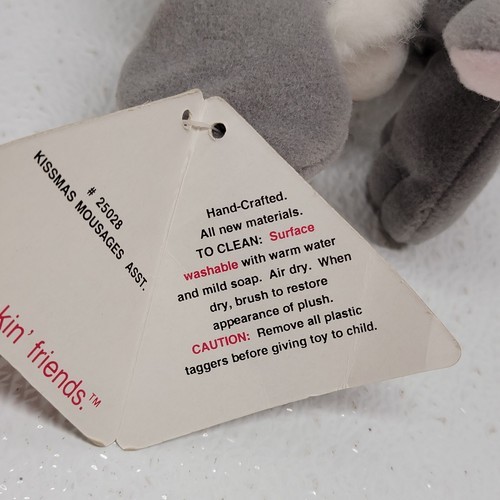 # 25028
KISSMAS MOUSAGES ASST.
kin' friends.™
Hand-Crafted.
All new materials.
TO CLEAN: Surface
washable with warm water
and mild soap. Air dry. When
dry, brush to restore
appearance of plush.
CAUTION: Remove all plastic
taggers before giving toy to child.